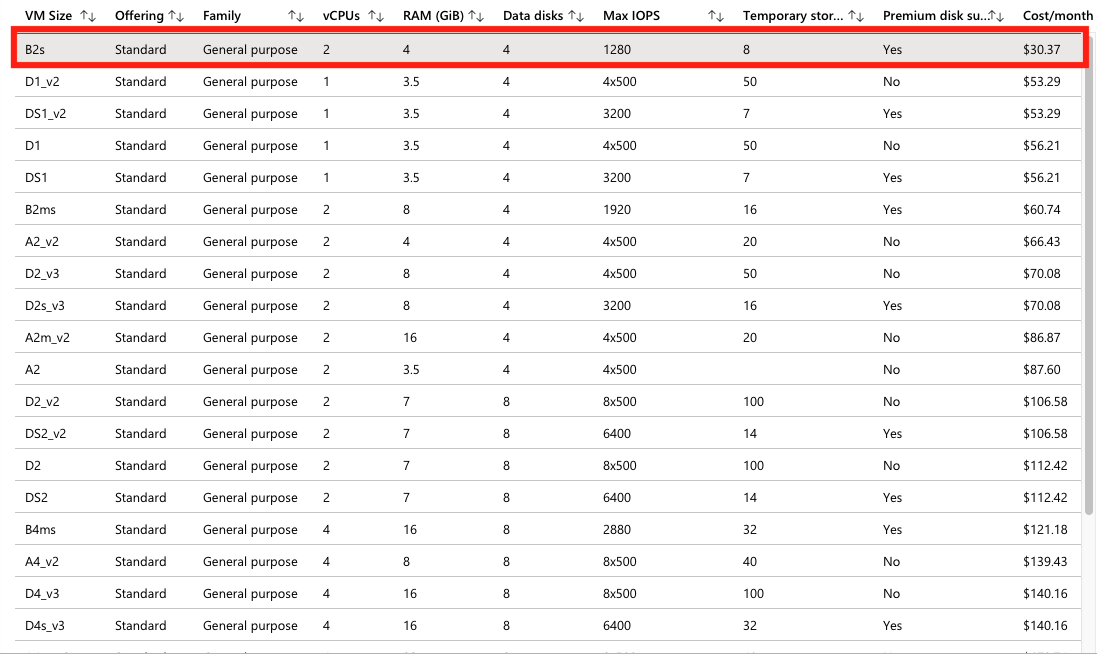 VM Size Offering Family vCPUs RAM (GiB) Data disks Max IOPS Temporary stor... Premium disk su... Cost/month
B2s Standard General purpose 2 4 4 1280 8 Yes $30.37
D1_v2 Standard General purpose 1 3.5 4 4x500 50 No $53.29
DS1_v2 Standard General purpose 1 3.5 4 3200 7 Yes $53.29
D1 Standard General purpose 1 3.5 4 4x500 50 No $56.21
DS1 Standard General purpose 1 3.5 4 3200 7 Yes $56.21
B2ms Standard General purpose 2 8 4 1920 16 Yes $60.74
A2_v2 Standard General purpose 2 4 4 4x500 20 No $66.43
D2_v3 Standard General purpose 2 8 4 4x500 50 No $70.08
D2s_v3 Standard General purpose 2 8 4 3200 16 Yes $70.08
A2m_v2 Standard General purpose 2 16 4 4x500 20 No $86.87
A2 Standard General purpose 2 3.5 4 4x500 No $87.60
D2_v2 Standard General purpose 2 7 8 8x500 100 No $106.58
DS2_v2 Standard General purpose 2 7 8 6400 14 Yes $106.58
D2 Standard General purpose 2 7 8 8x500 100 No $112.42
DS2 Standard General purpose 2 7 8 6400 14 Yes $112.42
B4ms Standard General purpose 4 16 8 2880 32 Yes $121.18
A4_v2 Standard General purpose 4 8 8 8x500 40 No $139.43
D4_v3 Standard General purpose 4 16 8 8x500 100 No $140.16
D4s_v3 Standard General purpose 4 16 8 6400 32 Yes $140.16